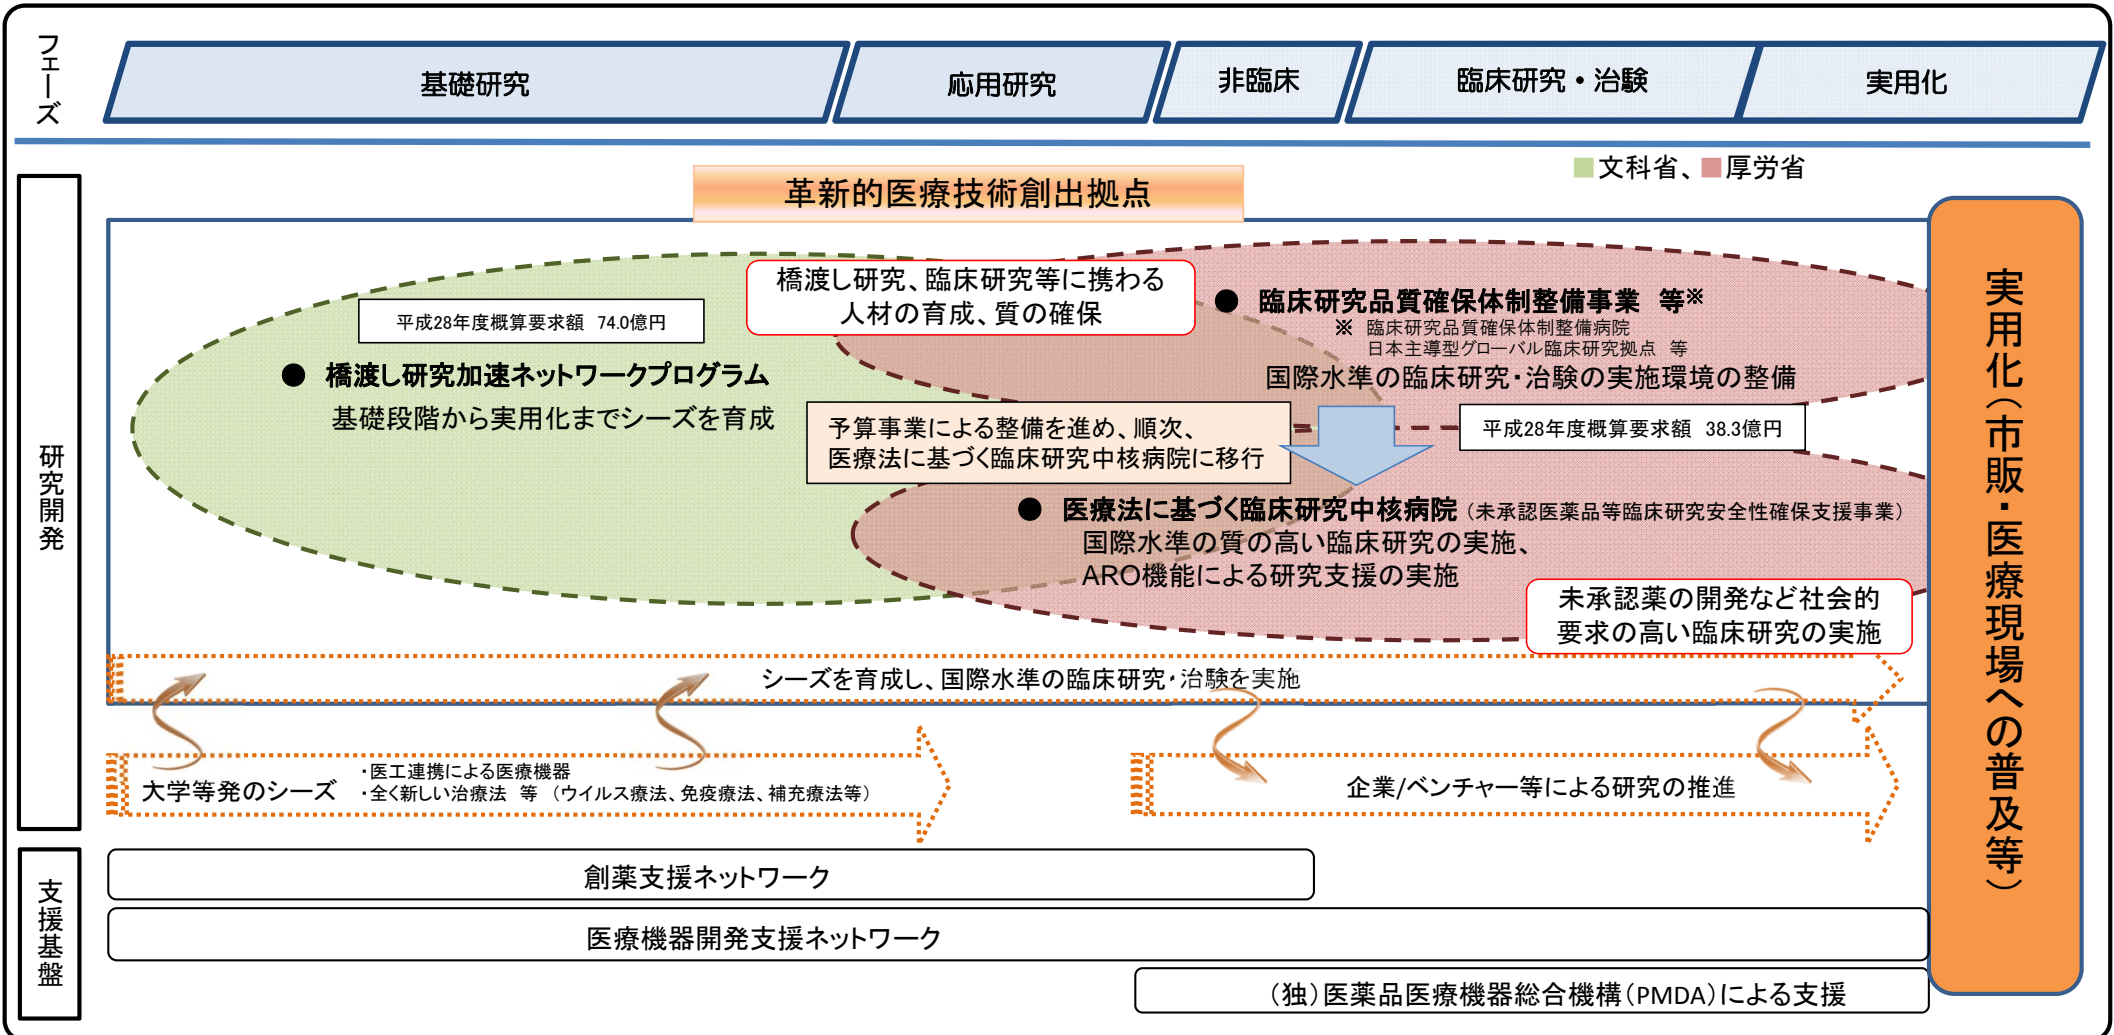 フェーズ
基礎研究
応用研究
非臨床
臨床研究・治験
実用化
文科省、厚労省
革新的医療技術創出拠点
研究開発
橋渡し研究、臨床研究等に携わる
人材の育成、質の確保
平成28年度概算要求額 74.0億円
● 橋渡し研究加速ネットワークプログラム
基礎段階から実用化までシーズを育成
● 臨床研究品質確保体制整備事業 等※
※ 臨床研究品質確保体制整備病院
日本主導型グローバル臨床研究拠点 等
国際水準の臨床研究・治験の実施環境の整備
予算事業による整備を進め、順次、
医療法に基づく臨床研究中核病院に移行
平成28年度概算要求額 38.3億円
● 医療法に基づく臨床研究中核病院（未承認医薬品等臨床研究安全性確保支援事業）
国際水準の質の高い臨床研究の実施、
ARO機能による研究支援の実施
未承認薬の開発など社会的
要求の高い臨床研究の実施
シーズを育成し、国際水準の臨床研究・治験を実施
大学等発のシーズ
・医工連携による医療機器
・全く新しい治療法 等 （ウイルス療法、免疫療法、補充療法等）
企業/ベンチャー等による研究の推進
実用化（市販・医療現場への普及等）
支援基盤
創薬支援ネットワーク
医療機器開発支援ネットワーク
（独）医薬品医療機器総合機構（PMDA）による支援